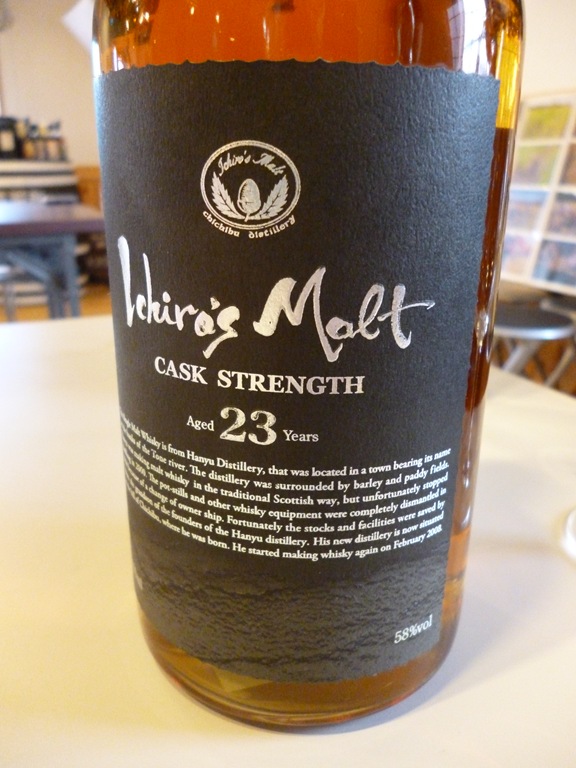 Ichiro's Malt
chichibu distillery
Ichiro's Malt
CASK STRENGTH
Aged 23 Years
Malt Whisky is from Hanyu Distillery, that was located in a town bearing its name
of the Tone river. The distillery was surrounded by barley and paddy fields.
making malt whisky in the traditional Scottish way, but unfortunately stopped
The pot-stills and other whisky equipment were completely dismantled in
change of owner ship. Fortunately the stocks and facilities were saved by
of the founders of the Hanyu distillery. His new distillery is now situated
where he was born. He started making whisky again on February 2008.
58%vol